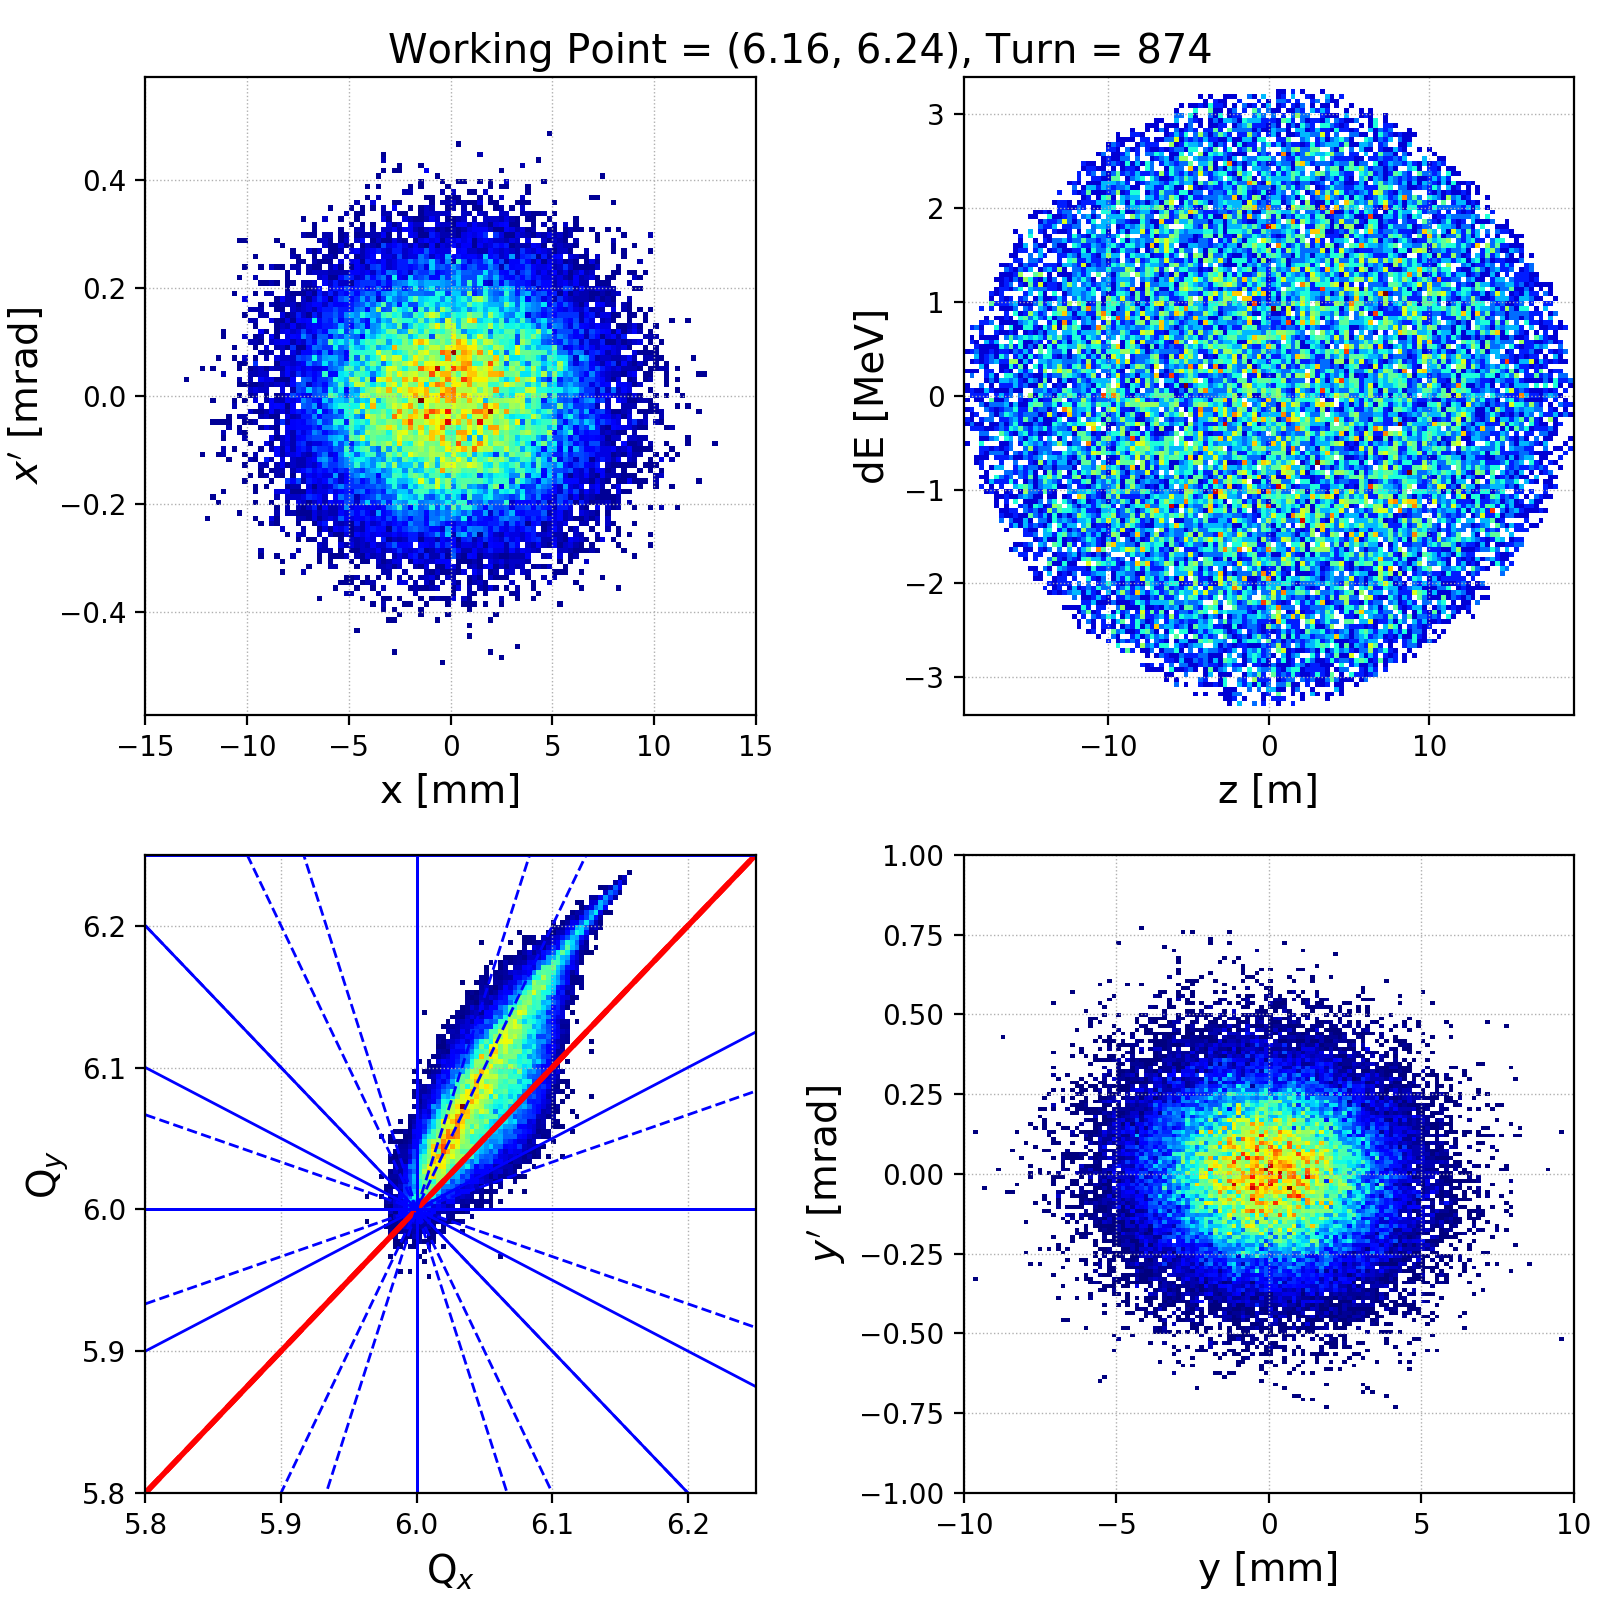 Working Point = (6.16, 6.24), Turn = 874
x′ [mrad]
0.4
0.2
0.0
−0.2
−0.4
−15 −10 −5 0 5 10 15
x [mm]
dE [MeV]
3
2
1
0
−1
−2
−3
−10 0 10
z [m]
Qy
6.2
6.1
6.0
5.9
5.8
5.8 5.9 6.0 6.1 6.2
Qx
y′ [mrad]
1.00
0.75
0.50
0.25
0.00
−0.25
−0.50
−0.75
−1.00
−10 −5 0 5 10
y [mm]